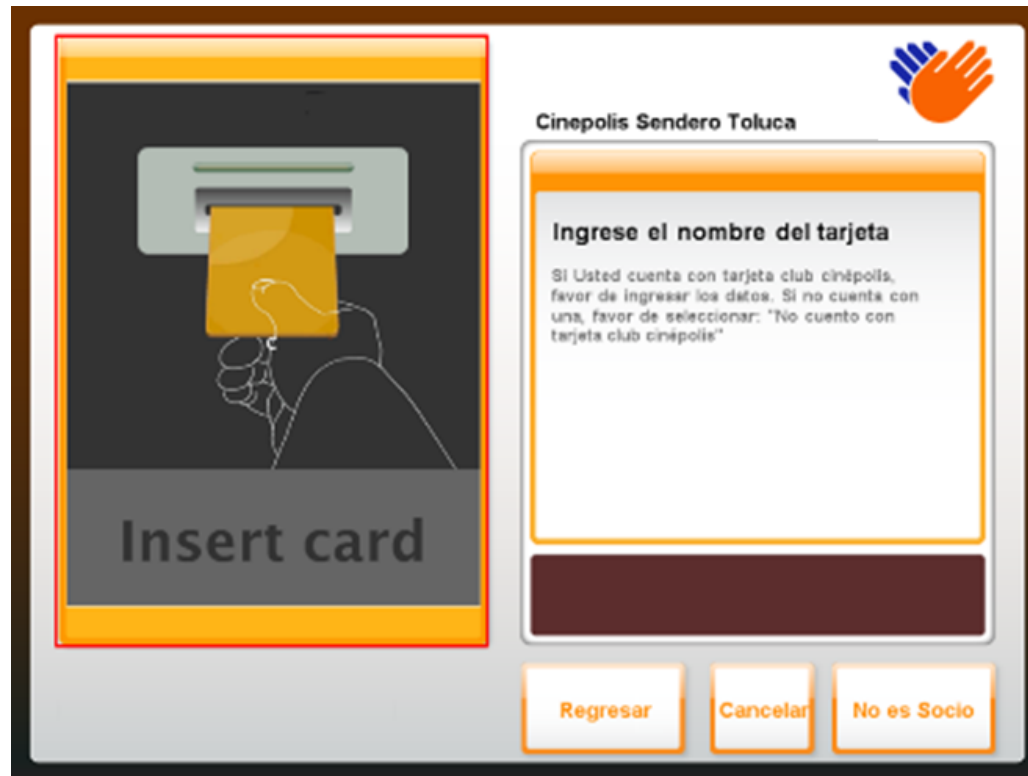 Cinepolis Sendero Toluca
Ingrese el nombre del tarjeta
Si Usted cuenta con tarjeta club cinépolis,
favor de ingresar los datos. Si no cuenta con
una, favor de seleccionar: "No cuento con
tarjeta club cinépolis"
Insert card
Regresar
Cancelar
No es Socio